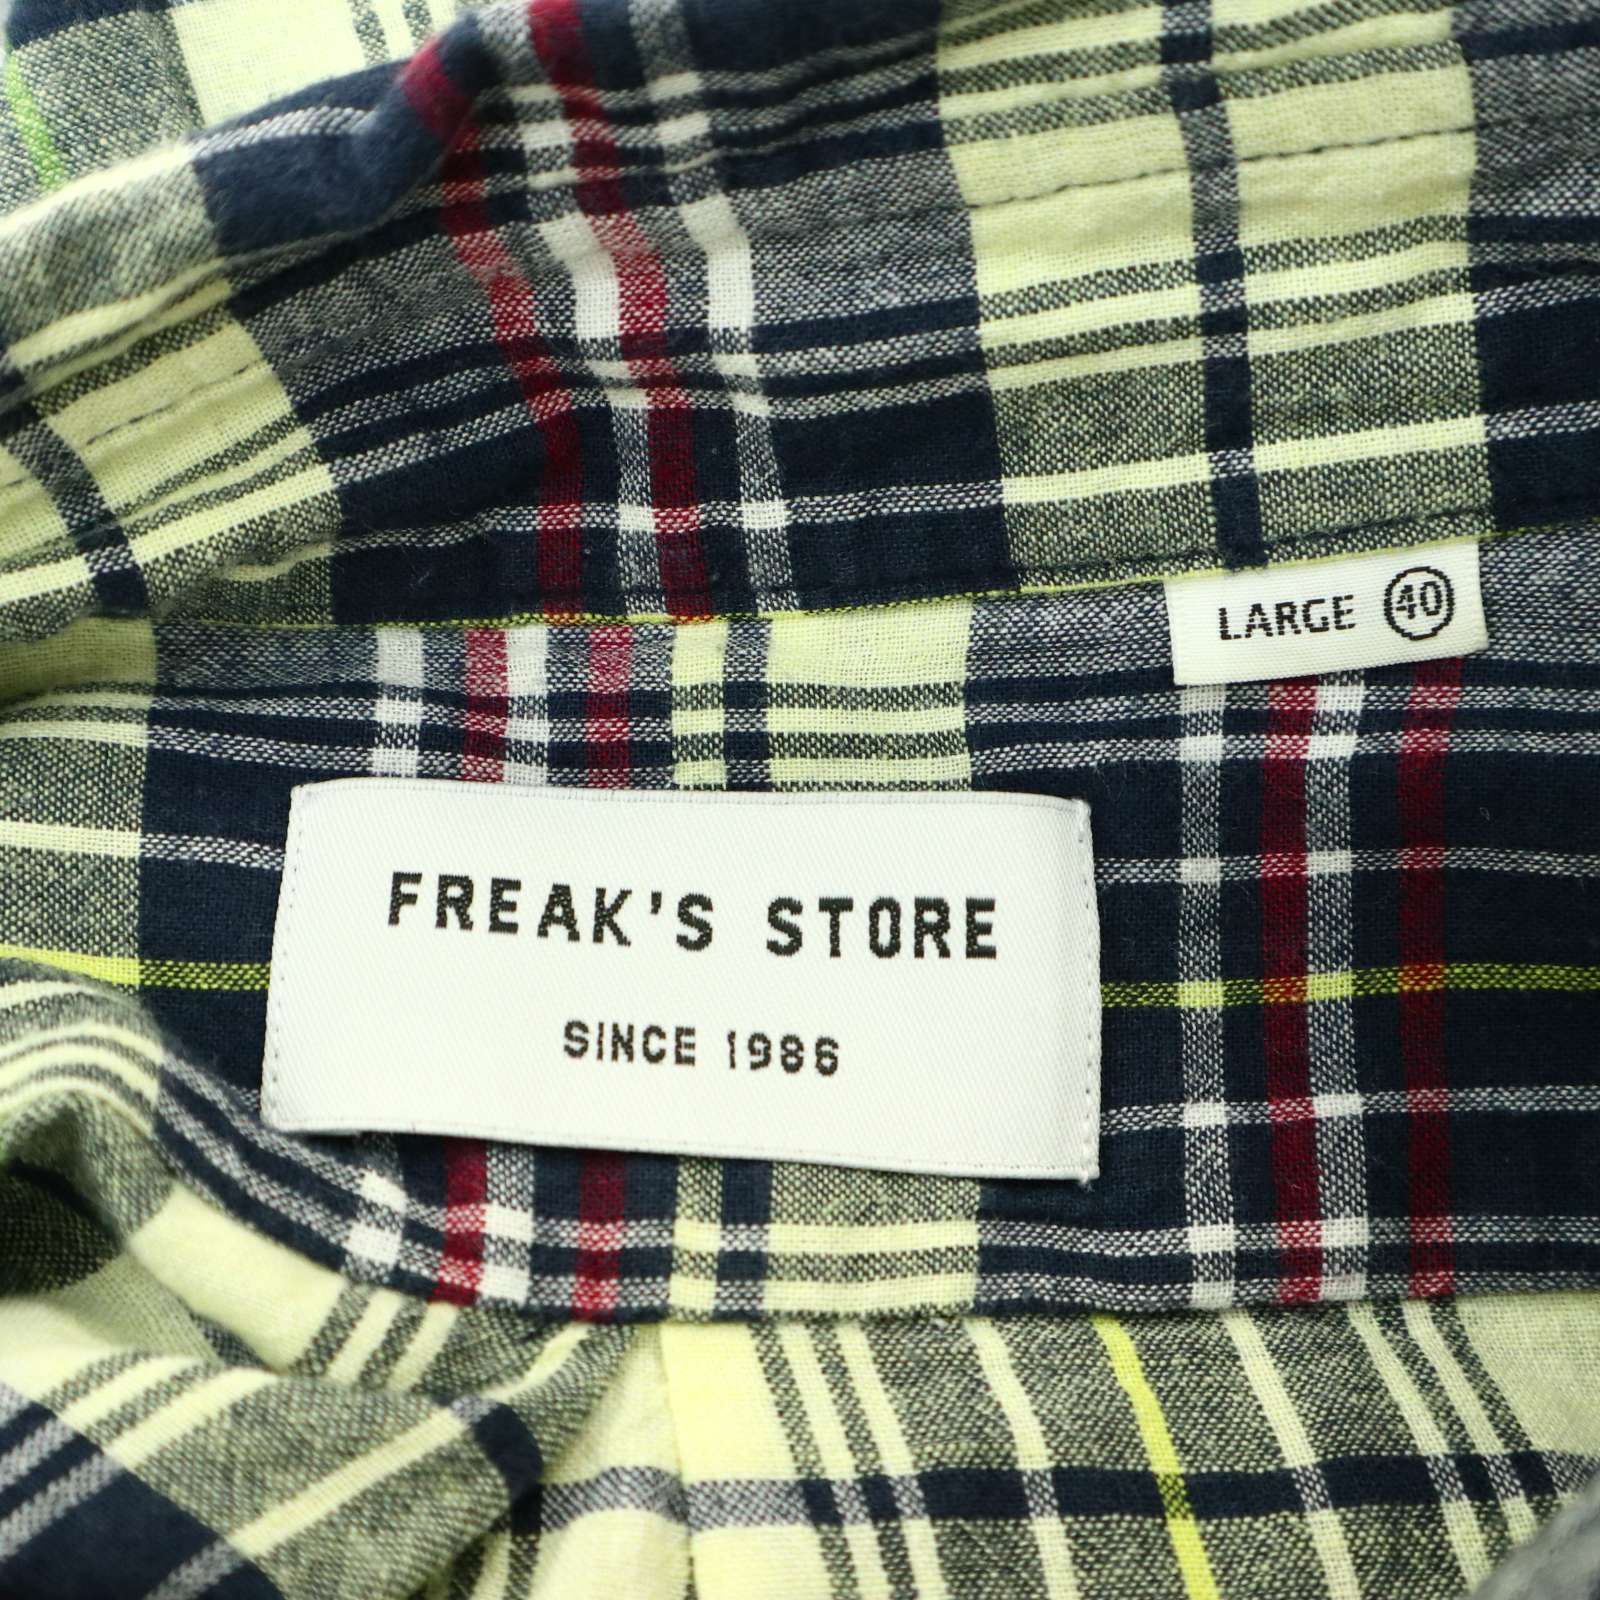 LARGE 40
FREAK'S STORE
SINCE 1986